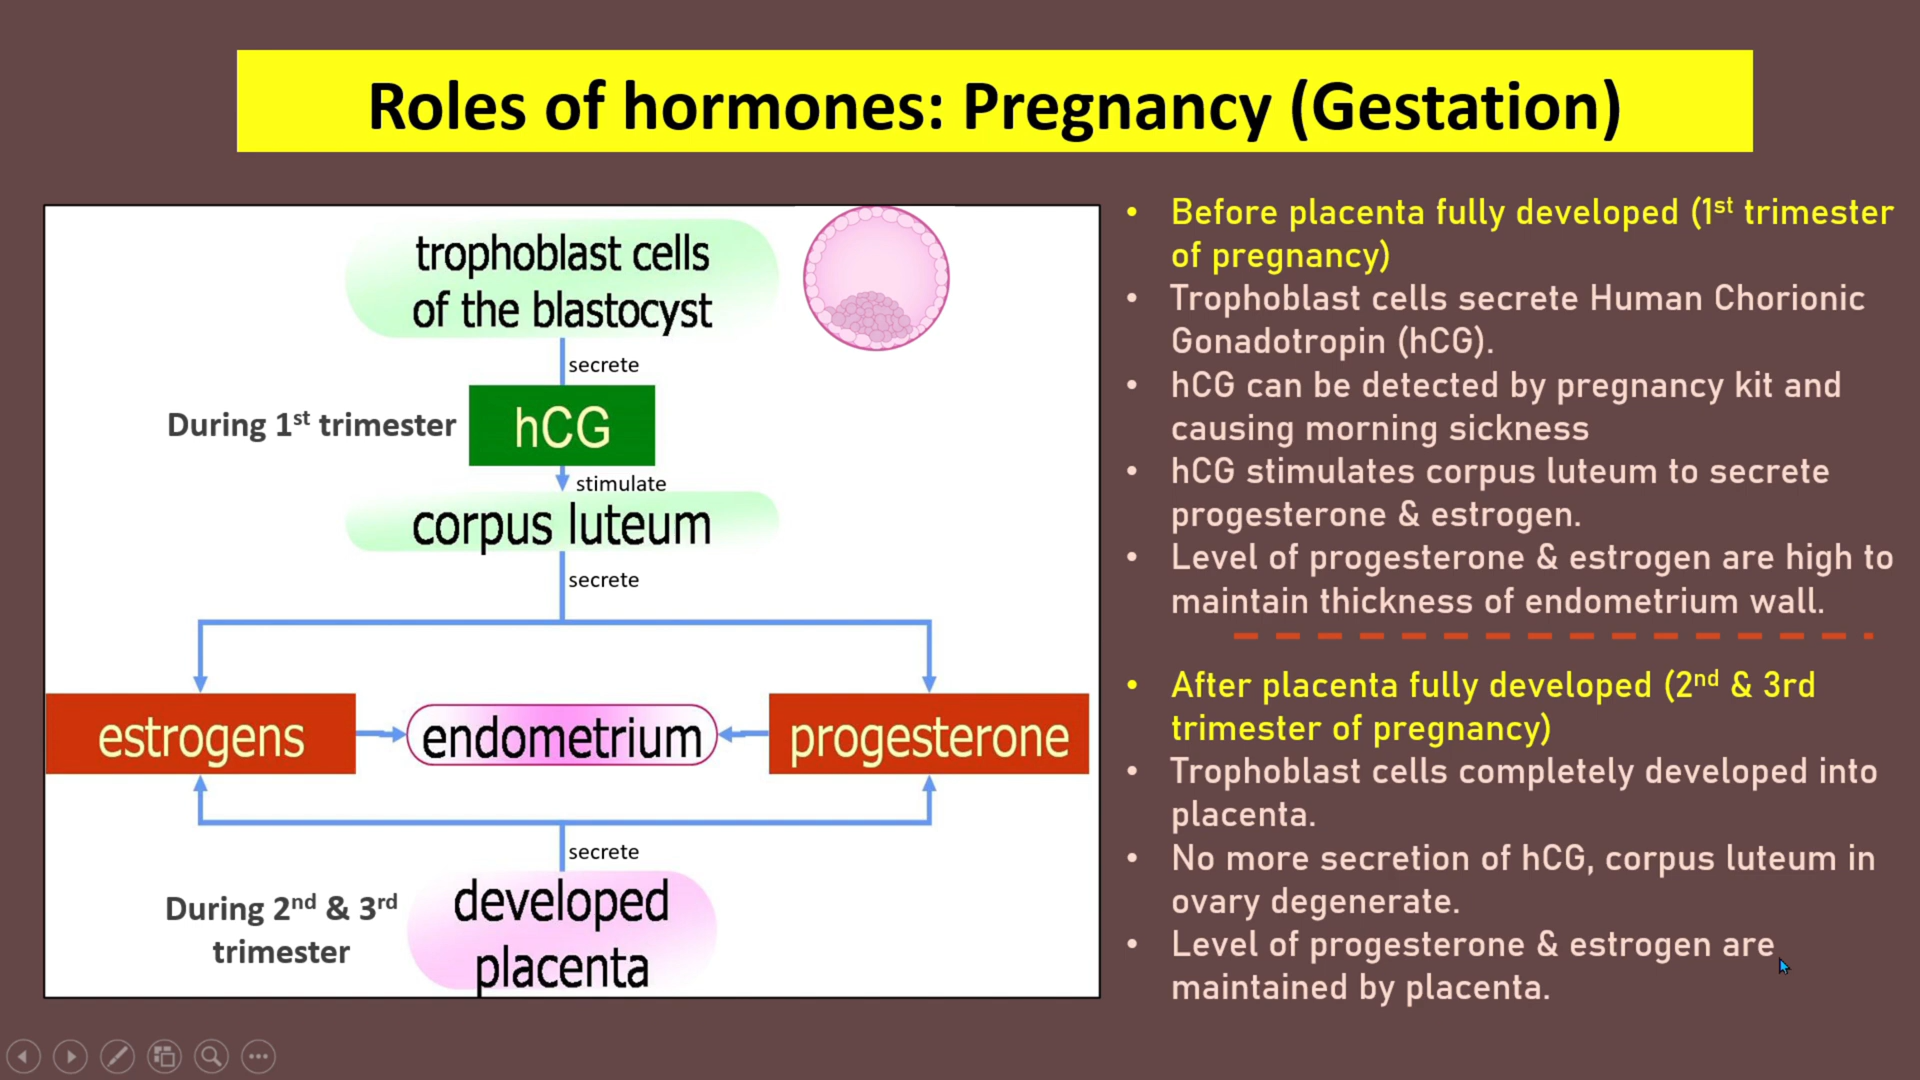 Roles of hormones: Pregnancy (Gestation)
trophoblast cells
of the blastocyst
secrete
During 1st trimester
hCG
stimulate
corpus luteum
secrete
estrogens
endometrium
progesterone
secrete
During 2nd & 3rd
trimester
developed
placenta
• Before placenta fully developed (1st trimester
of pregnancy)
• Trophoblast cells secrete Human Chorionic
Gonadotropin (hCG).
• hCG can be detected by pregnancy kit and
causing morning sickness
• hCG stimulates corpus luteum to secrete
progesterone & estrogen.
• Level of progesterone & estrogen are high to
maintain thickness of endometrium wall.
• After placenta fully developed (2nd & 3rd
trimester of pregnancy)
• Trophoblast cells completely developed into
placenta.
• No more secretion of hCG, corpus luteum in
ovary degenerate.
• Level of progesterone & estrogen are
maintained by placenta.